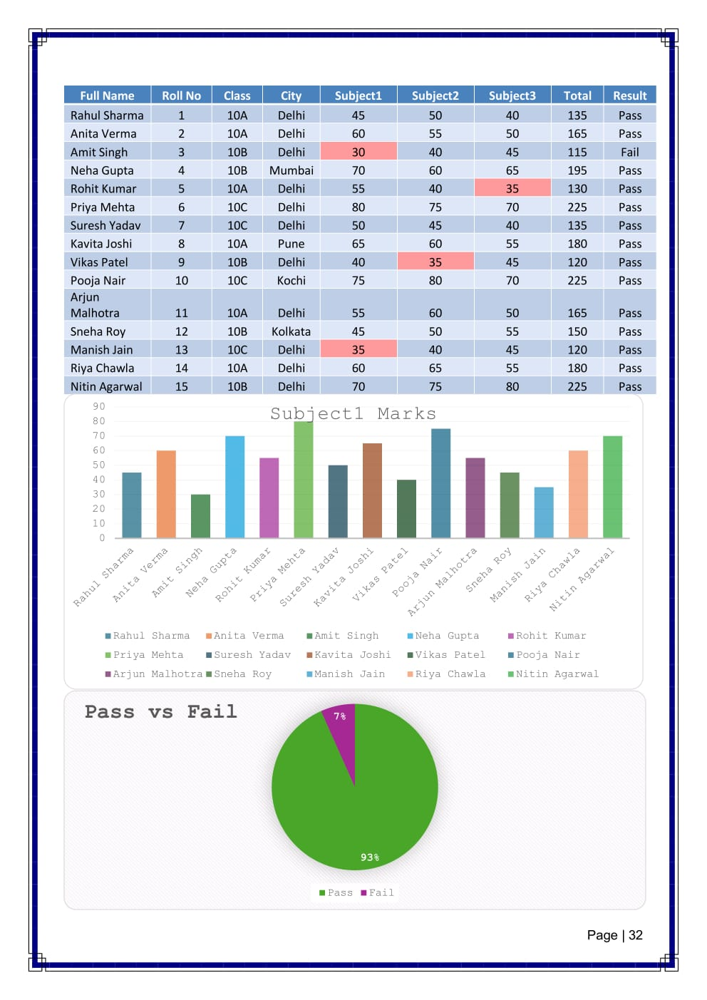 Full Name Roll No Class City Subject1 Subject2 Subject3 Total Result
Rahul Sharma 1 10A Delhi 45 50 40 135 Pass
Anita Verma 2 10A Delhi 60 55 50 165 Pass
Amit Singh 3 10B Delhi 30 40 45 115 Fail
Neha Gupta 4 10B Mumbai 70 60 65 195 Pass
Rohit Kumar 5 10A Delhi 55 40 35 130 Pass
Priya Mehta 6 10C Delhi 80 75 70 225 Pass
Suresh Yadav 7 10C Delhi 50 45 40 135 Pass
Kavita Joshi 8 10A Pune 65 60 55 180 Pass
Vikas Patel 9 10B Delhi 40 35 45 120 Pass
Pooja Nair 10 10C Kochi 75 80 70 225 Pass
Arjun
Malhotra 11 10A Delhi 55 60 50 165 Pass
Sneha Roy 12 10B Kolkata 45 50 55 150 Pass
Manish Jain 13 10C Delhi 35 40 45 120 Pass
Riya Chawla 14 10A Delhi 60 65 55 180 Pass
Nitin Agarwal 15 10B Delhi 70 75 80 225 Pass
Subject1 Marks
90
80
70
60
50
40
30
20
10
0
Rahul Sharma
Anita Verma
Amit Singh
Neha Gupta
Rohit Kumar
Priya Mehta
Suresh Yadav
Kavita Joshi
Vikas Patel
Pooja Nair
Arjun Malhotra
Sneha Roy
Manish Jain
Riya Chawla
Nitin Agarwal
Rahul Sharma Anita Verma Amit Singh Neha Gupta Rohit Kumar
Priya Mehta Suresh Yadav Kavita Joshi Vikas Patel Pooja Nair
Arjun Malhotra Sneha Roy Manish Jain Riya Chawla Nitin Agarwal
Pass vs Fail
7%
93%
Pass Fail
Page | 32